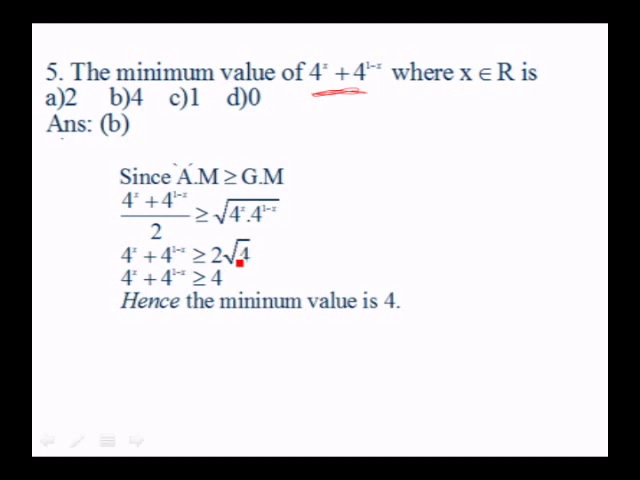 5. The minimum value of 4ˣ + 4¹⁻ˣ where x ∈ R is
a)2 b)4 c)1 d)0
Ans: (b)
Since A.M ≥ G.M
(4ˣ + 4¹⁻ˣ)/2 ≥ √(4ˣ.4¹⁻ˣ)
4ˣ + 4¹⁻ˣ ≥ 2√4
4ˣ + 4¹⁻ˣ ≥ 4
Hence the mininum value is 4.